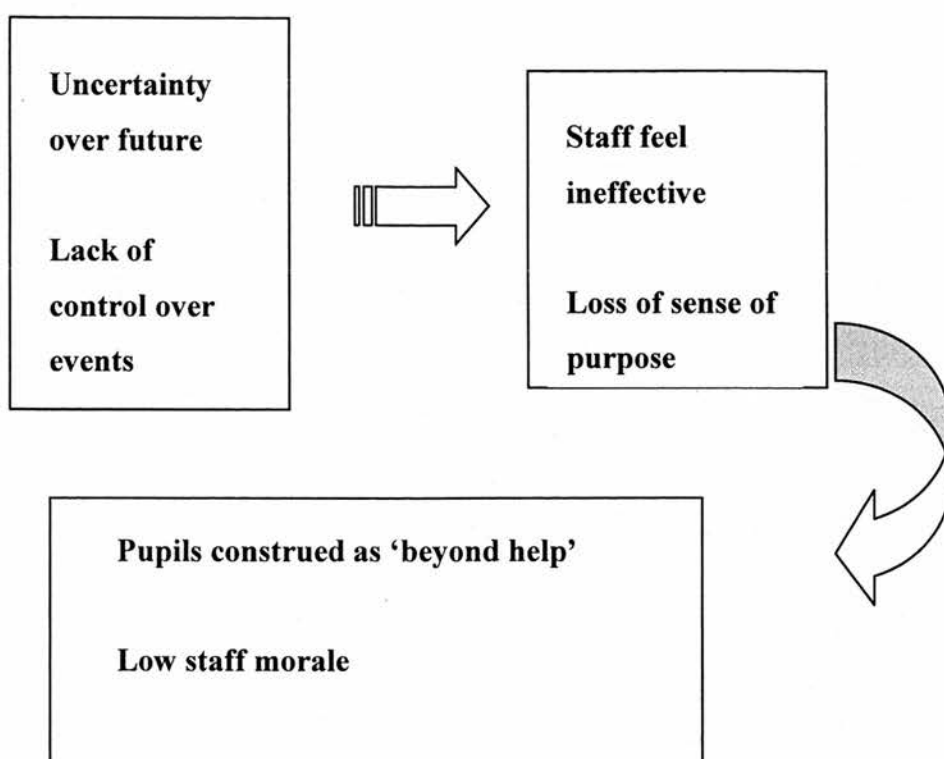 Uncertainty
over future
Lack of
control over
events
Staff feel
ineffective
Loss of sense of
purpose
Pupils construed as ‘beyond help’
Low staff morale